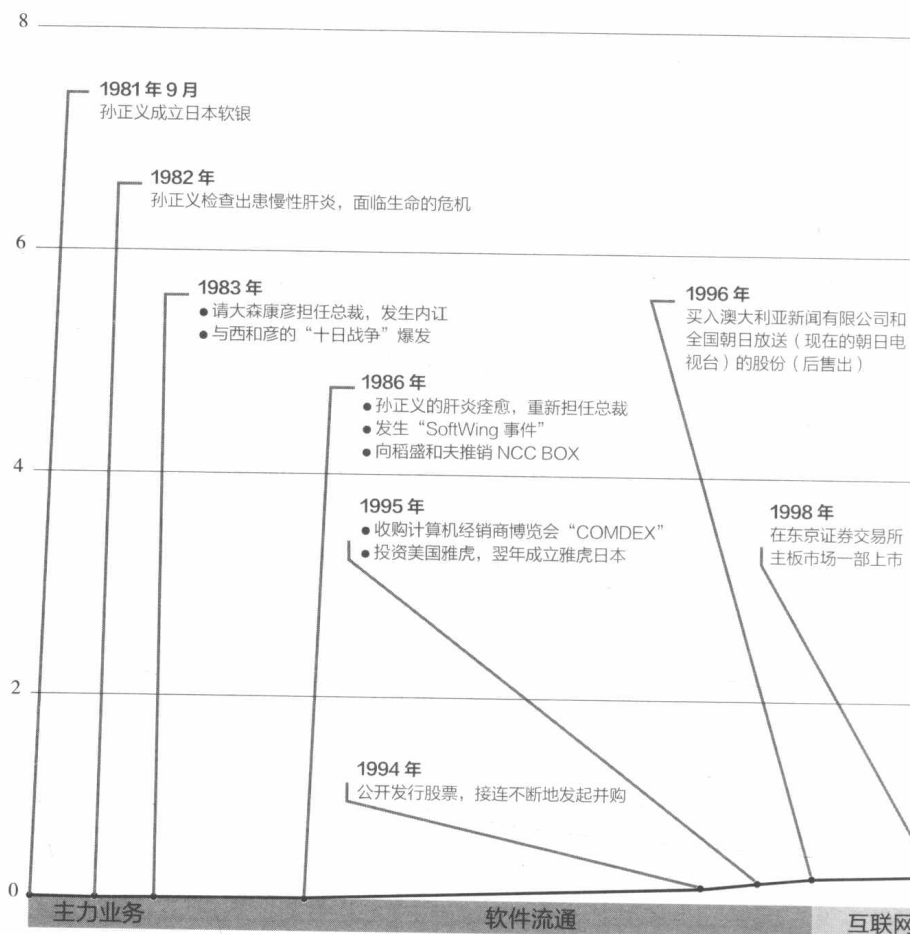 8
1981年9月
孙正义成立日本软银
1982年
孙正义检查出患慢性肝炎，面临生命的危机
6
1983年
●请大森康彦担任总裁，发生内讧
●与西和彦的“十日战争”爆发
1996年
买入澳大利亚新闻有限公司和
全国朝日放送（现在的朝日电
视台）的股份（后售出）
1986年
●孙正义的肝炎痊愈，重新担任总裁
●发生“SoftWing 事件”
●向稻盛和夫推销 NCC BOX
4
1995年
●收购计算机经销商博览会“COMDEX”
●投资美国雅虎，翌年成立雅虎日本
1998年
在东京证券交易所
主板市场一部上市
2
1994年
公开发行股票，接连不断地发起并购
0
主力业务
软件流通
互联网